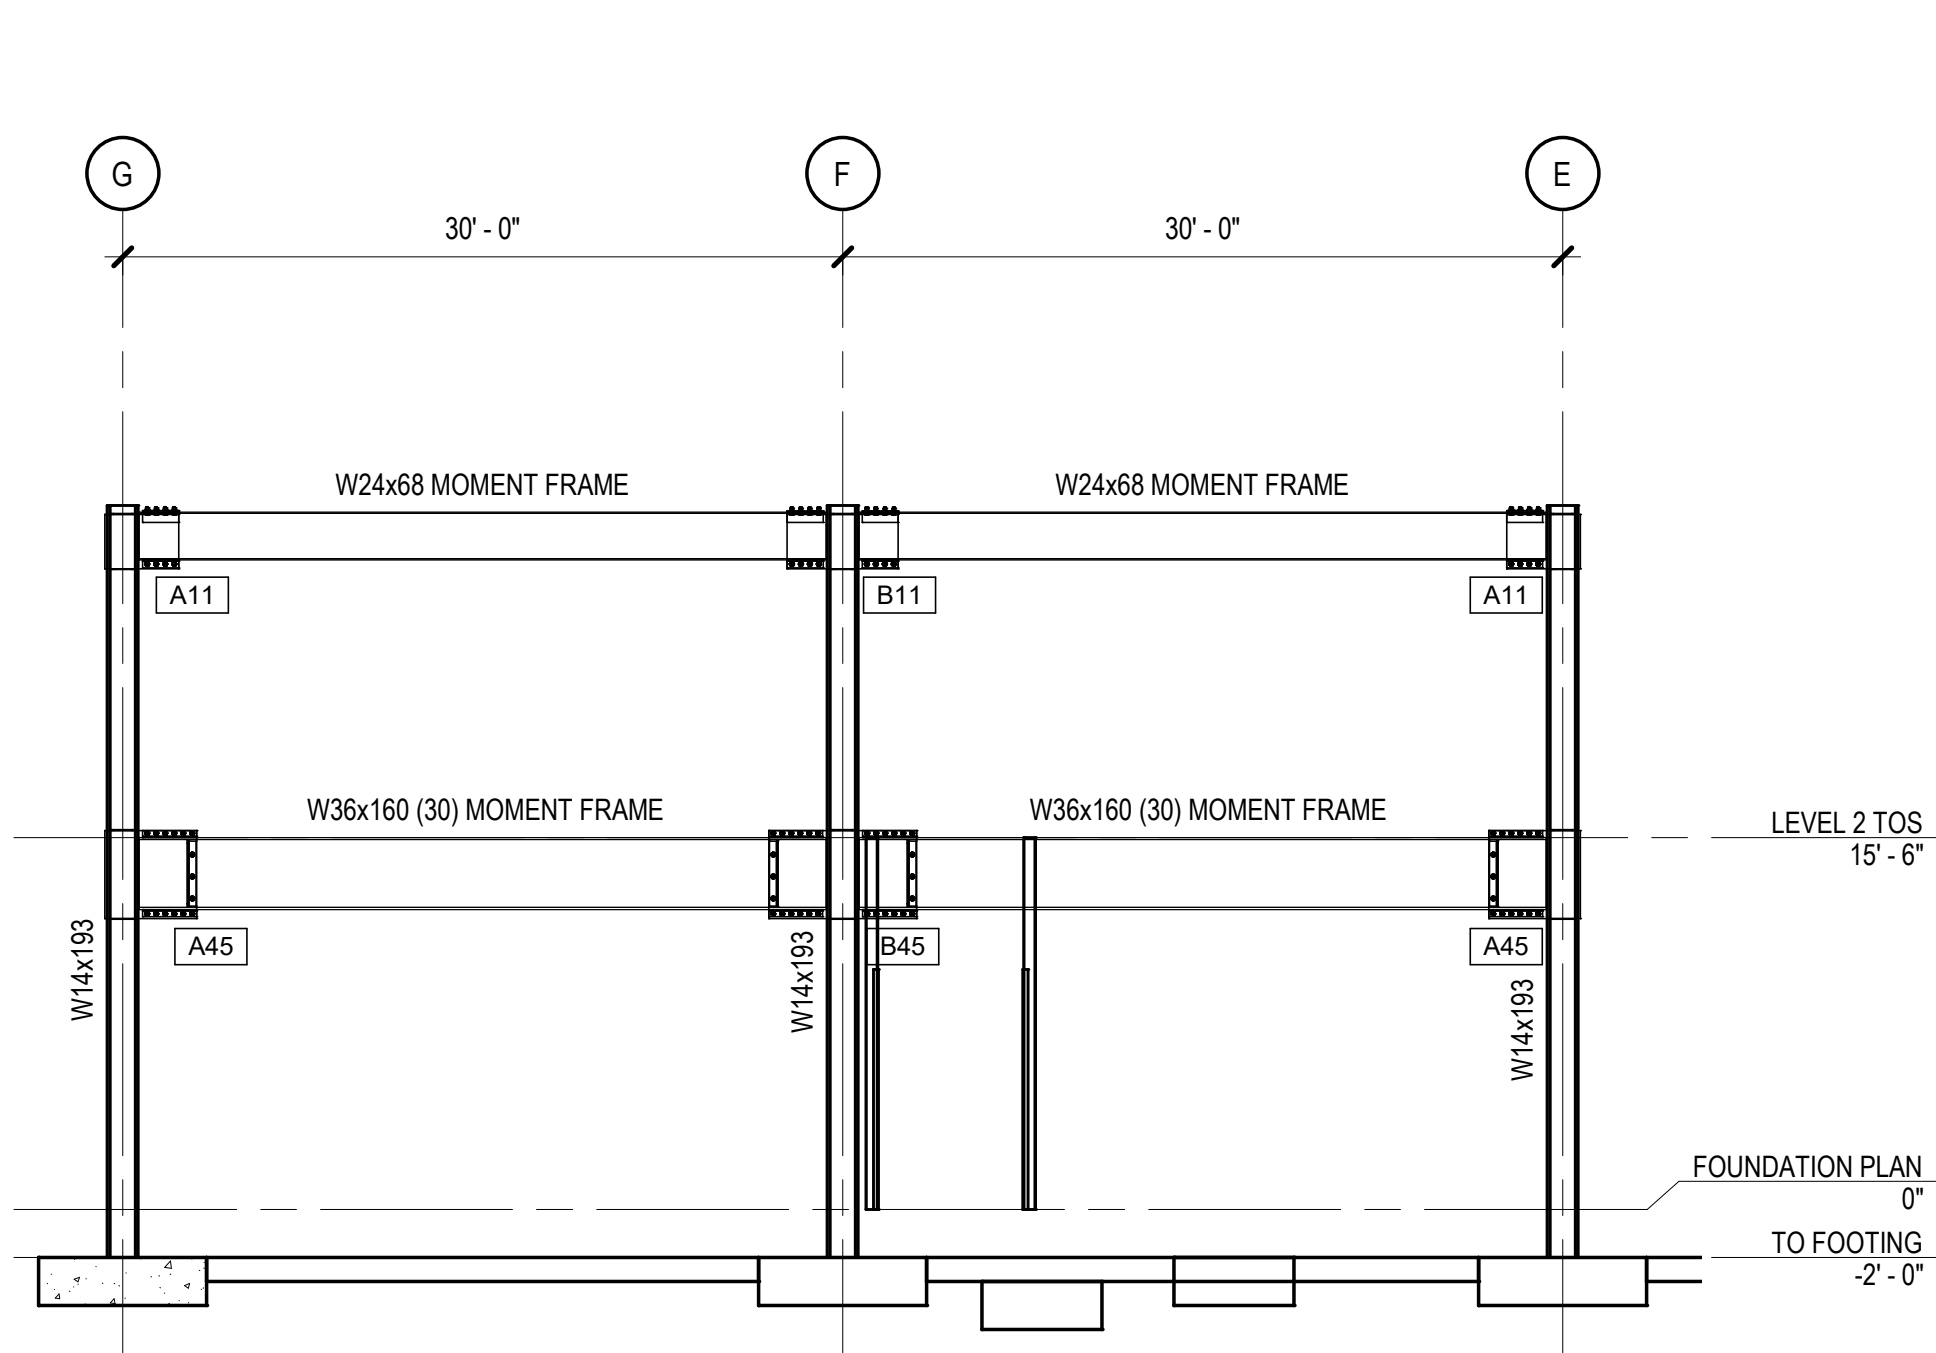 G
F
E
30' - 0"
30' - 0"
W24x68 MOMENT FRAME
W24x68 MOMENT FRAME
A11
B11
A11
W36x160 (30) MOMENT FRAME
W36x160 (30) MOMENT FRAME
LEVEL 2 TOS
15' - 6"
A45
B45
A45
W14x193
W14x193
W14x193
FOUNDATION PLAN
0"
TO FOOTING
-2' - 0"